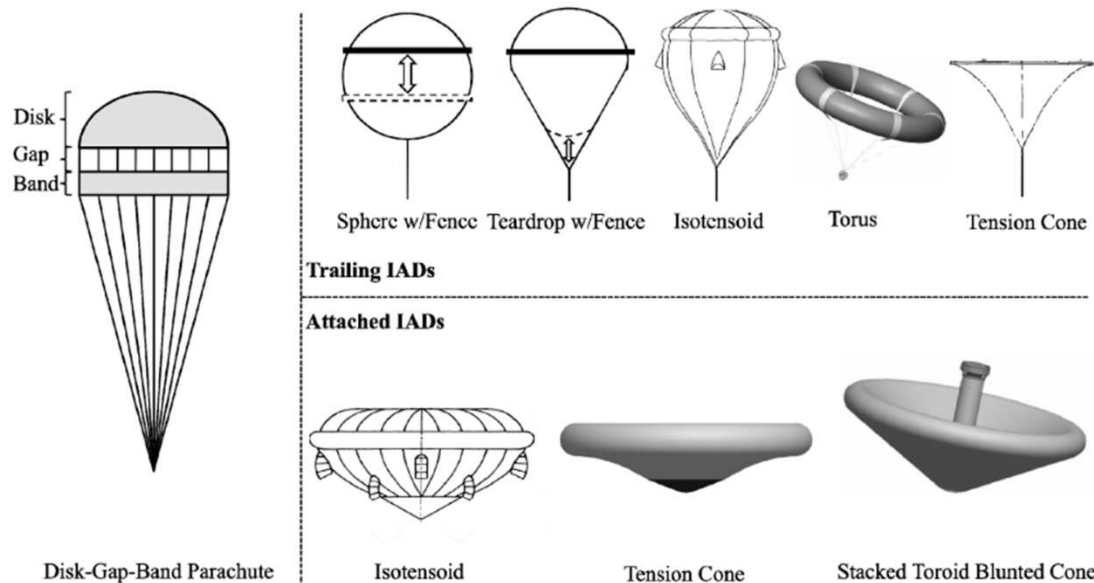 Disk
Gap
Band
Disk-Gap-Band Parachute
Sphere w/Fence
Teardrop w/Fence
Isotensoid
Torus
Tension Cone
Trailing IADs
Attached IADs
Isotensoid
Tension Cone
Stacked Toroid Blunted Cone